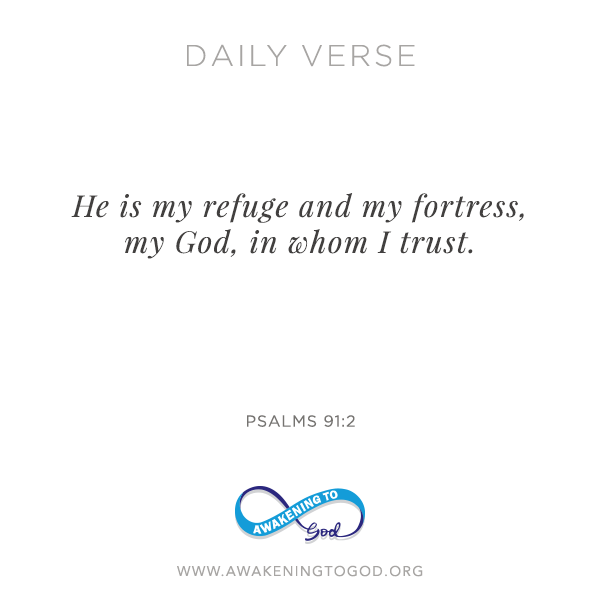 DAILY VERSE
He is my refuge and my fortress,
my God, in whom I trust.
PSALMS 91:2
AWAKENING TO
God
WWW.AWAKENINGTOGOD.ORG